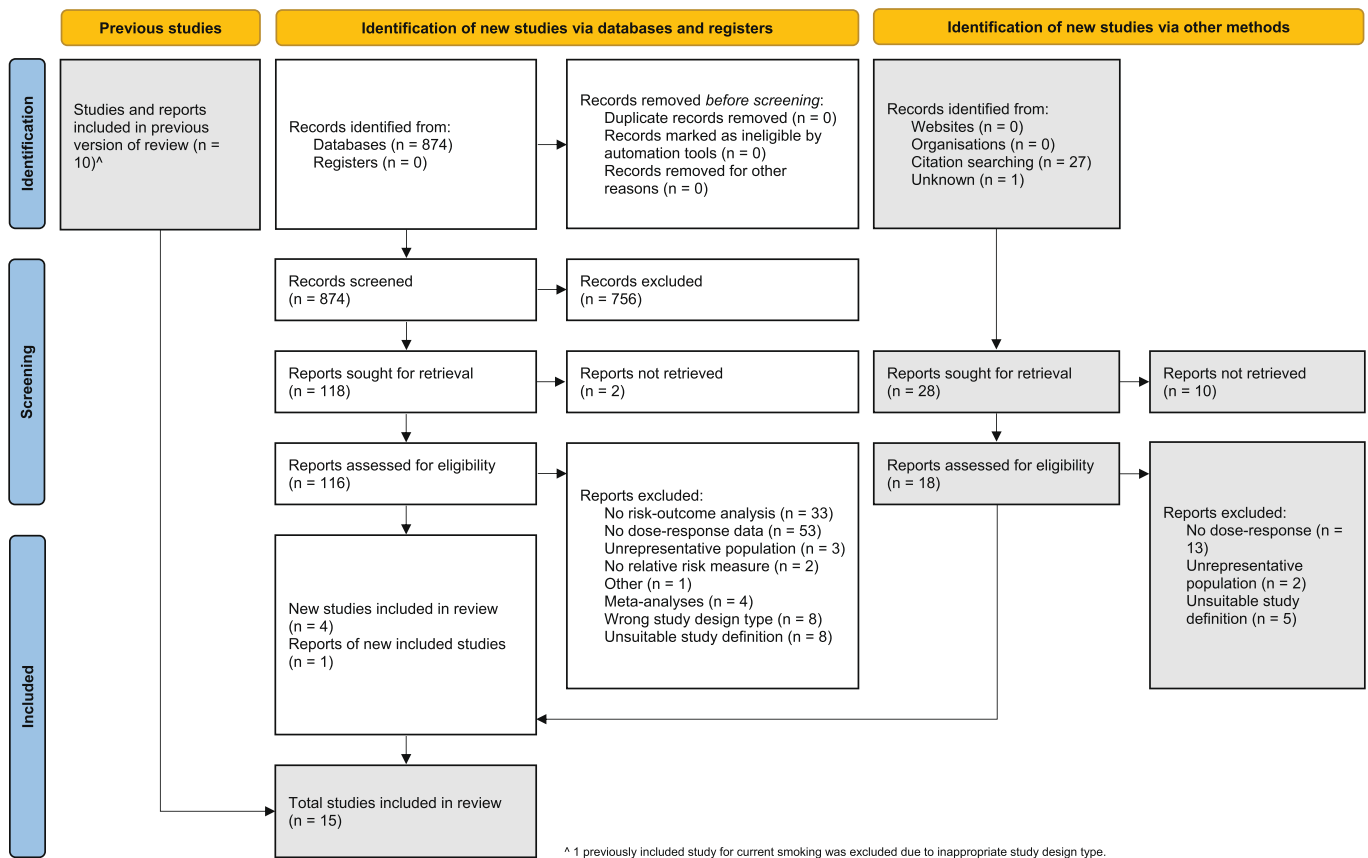 Previous studies
Identification of new studies via databases and registers
Identification of new studies via other methods
Identification
Studies and reports
included in previous
version of review (n =
10)^
Records identified from:
Databases (n = 874)
Registers (n = 0)
Records removed before screening:
Duplicate records removed (n = 0)
Records marked as ineligible by
automation tools (n = 0)
Records removed for other
reasons (n = 0)
Records identified from:
Websites (n = 0)
Organisations (n = 0)
Citation searching (n = 27)
Unknown (n = 1)
Screening
Records screened
(n = 874)
Records excluded
(n = 756)
Reports sought for retrieval
(n = 118)
Reports not retrieved
(n = 2)
Reports sought for retrieval
(n = 28)
Reports not retrieved
(n = 10)
Reports assessed for eligibility
(n = 116)
Reports excluded:
No risk-outcome analysis (n = 33)
No dose-response data (n = 53)
Unrepresentative population (n = 3)
No relative risk measure (n = 2)
Other (n = 1)
Meta-analyses (n = 4)
Wrong study design type (n = 8)
Unsuitable study definition (n = 8)
Reports assessed for eligibility
(n = 18)
Reports excluded:
No dose-response (n =
13)
Unrepresentative
population (n = 2)
Unsuitable study
definition (n = 5)
Included
New studies included in review
(n = 4)
Reports of new included studies
(n = 1)
Total studies included in review
(n = 15)
^ 1 previously included study for current smoking was excluded due to inappropriate study design type.